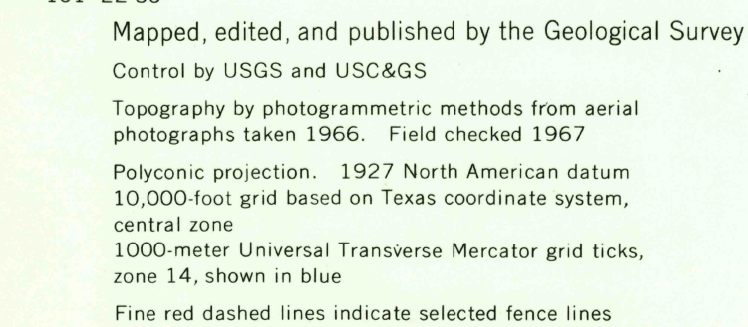 Mapped, edited, and published by the Geological Survey
Control by USGS and USC&GS
Topography by photogrammetric methods from aerial
photographs taken 1966. Field checked 1967
Polyconic projection. 1927 North American datum
10,000-foot grid based on Texas coordinate system,
central zone
1000-meter Universal Transverse Mercator grid ticks,
zone 14, shown in blue
Fine red dashed lines indicate selected fence lines